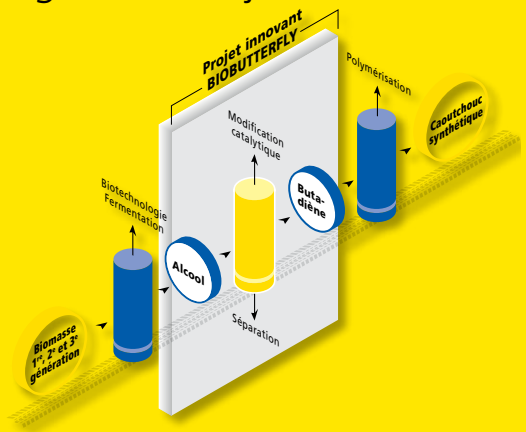 Projet innovant
BIOBUTTERFLY
Polymérisation
Caoutchouc
synthétique
Modification
catalytique
Buta-
diène
Biotechnologie
Fermentation
Alcool
Séparation
Biomasse
1re, 2e et 3e
génération